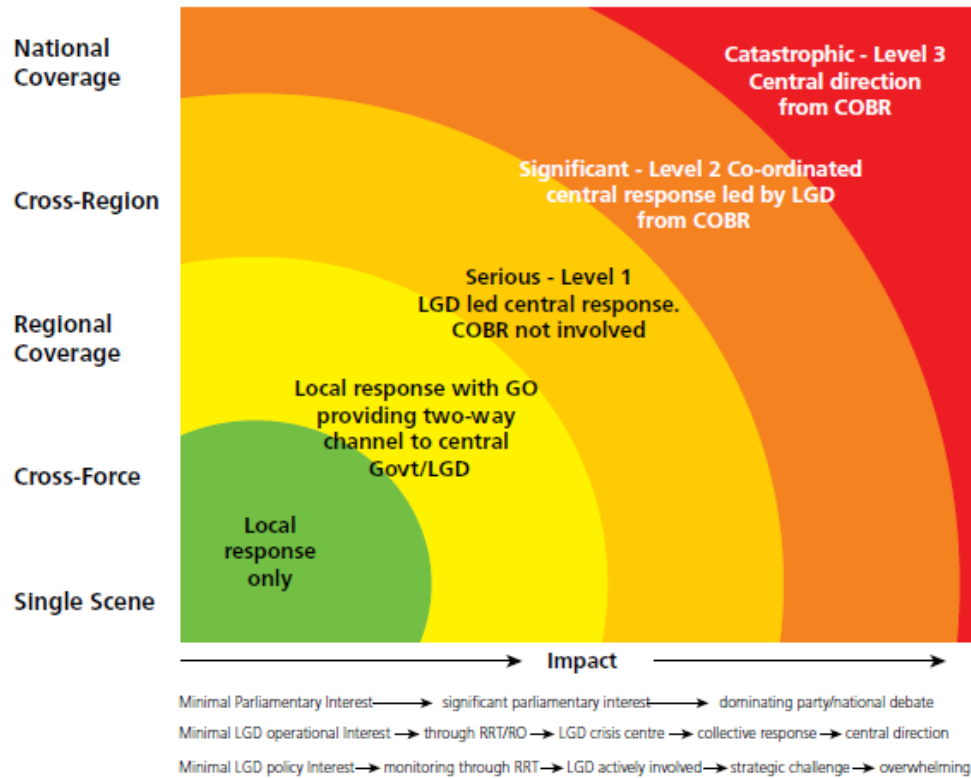 National
Coverage
Catastrophic - Level 3
Central direction
from COBR
Cross-Region
Significant - Level 2 Co-ordinated
central response led by LGD
from COBR
Serious - Level 1
LGD led central response.
COBR not involved
Regional
Coverage
Local response with GO
providing two-way
channel to central
Govt/LGD
Cross-Force
Local
response
only
Single Scene
Impact
Minimal Parliamentary Interest → significant parliamentary interest → dominating party/national debate
Minimal LGD operational Interest → through RRT/RO → LGD crisis centre → collective response → central direction
Minimal LGD policy Interest → monitoring through RRT → LGD actively involved → strategic challenge → overwhelming